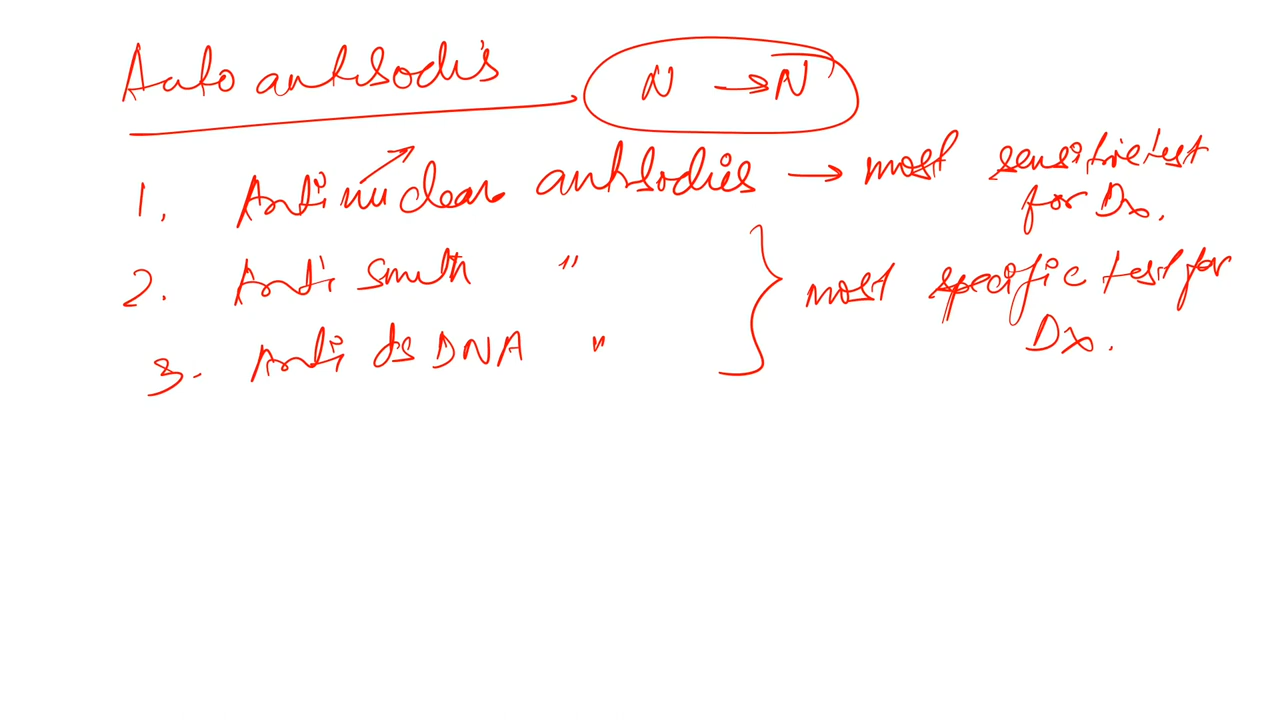 Auto antibodies N → N
1. Antinuclear antibodies → most sensitive test
for Dx.
2. Anti Smith "
most specific test for
Dx.
3. Anti ds DNA "